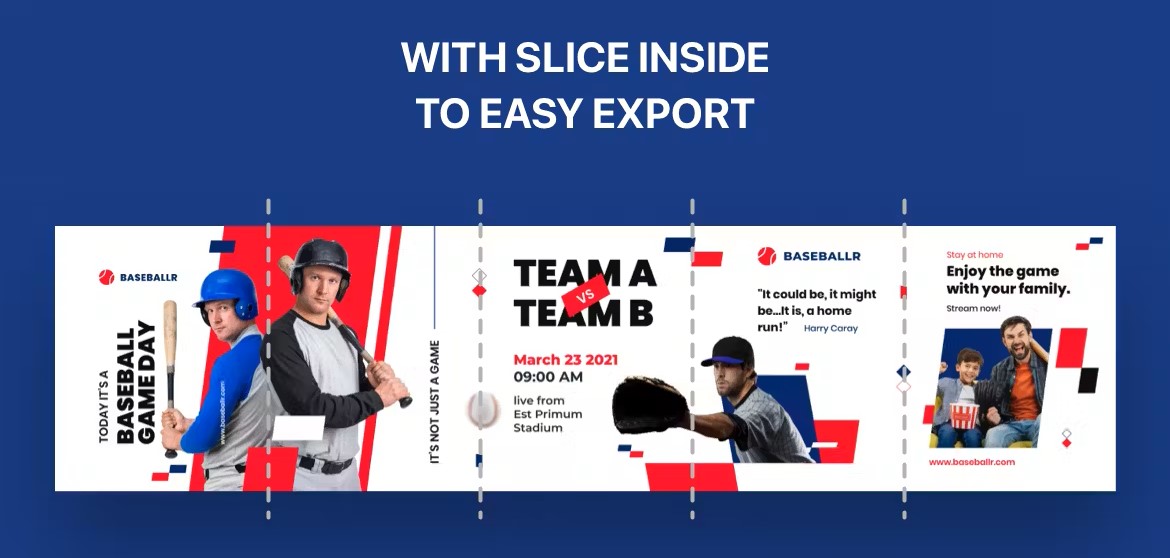 WITH SLICE INSIDE
TO EASY EXPORT
BASEBALLR
TODAY IT'S A
BASEBALL
GAME DAY
www.baseballr.com
IT'S NOT JUST A GAME
TEAM A
VS
TEAM B
March 23 2021
09:00 AM
live from
Est Primum
Stadium
BASEBALLR
"It could be, it might
be...It is, a home
run!" Harry Caray
Stay at home
Enjoy the game
with your family.
Stream now!
www.baseballr.com